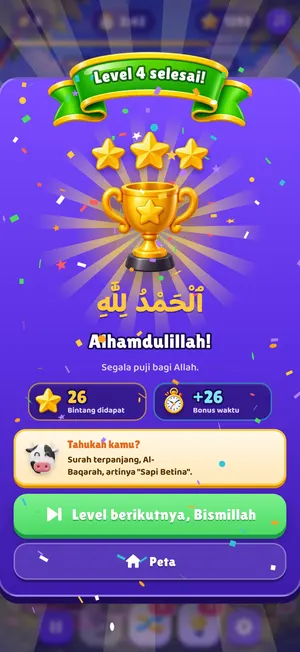 Level 4 selesai!
ٱلْحَمْدُ لِلَّٰهِ
Alhamdulillah!
Segala puji bagi Allah.
26
Bintang didapat
+26
Bonus waktu
Tahukah kamu?
Surah terpanjang, Al-
Baqarah, artinya "Sapi Betina".
Level berikutnya, Bismillah
Peta